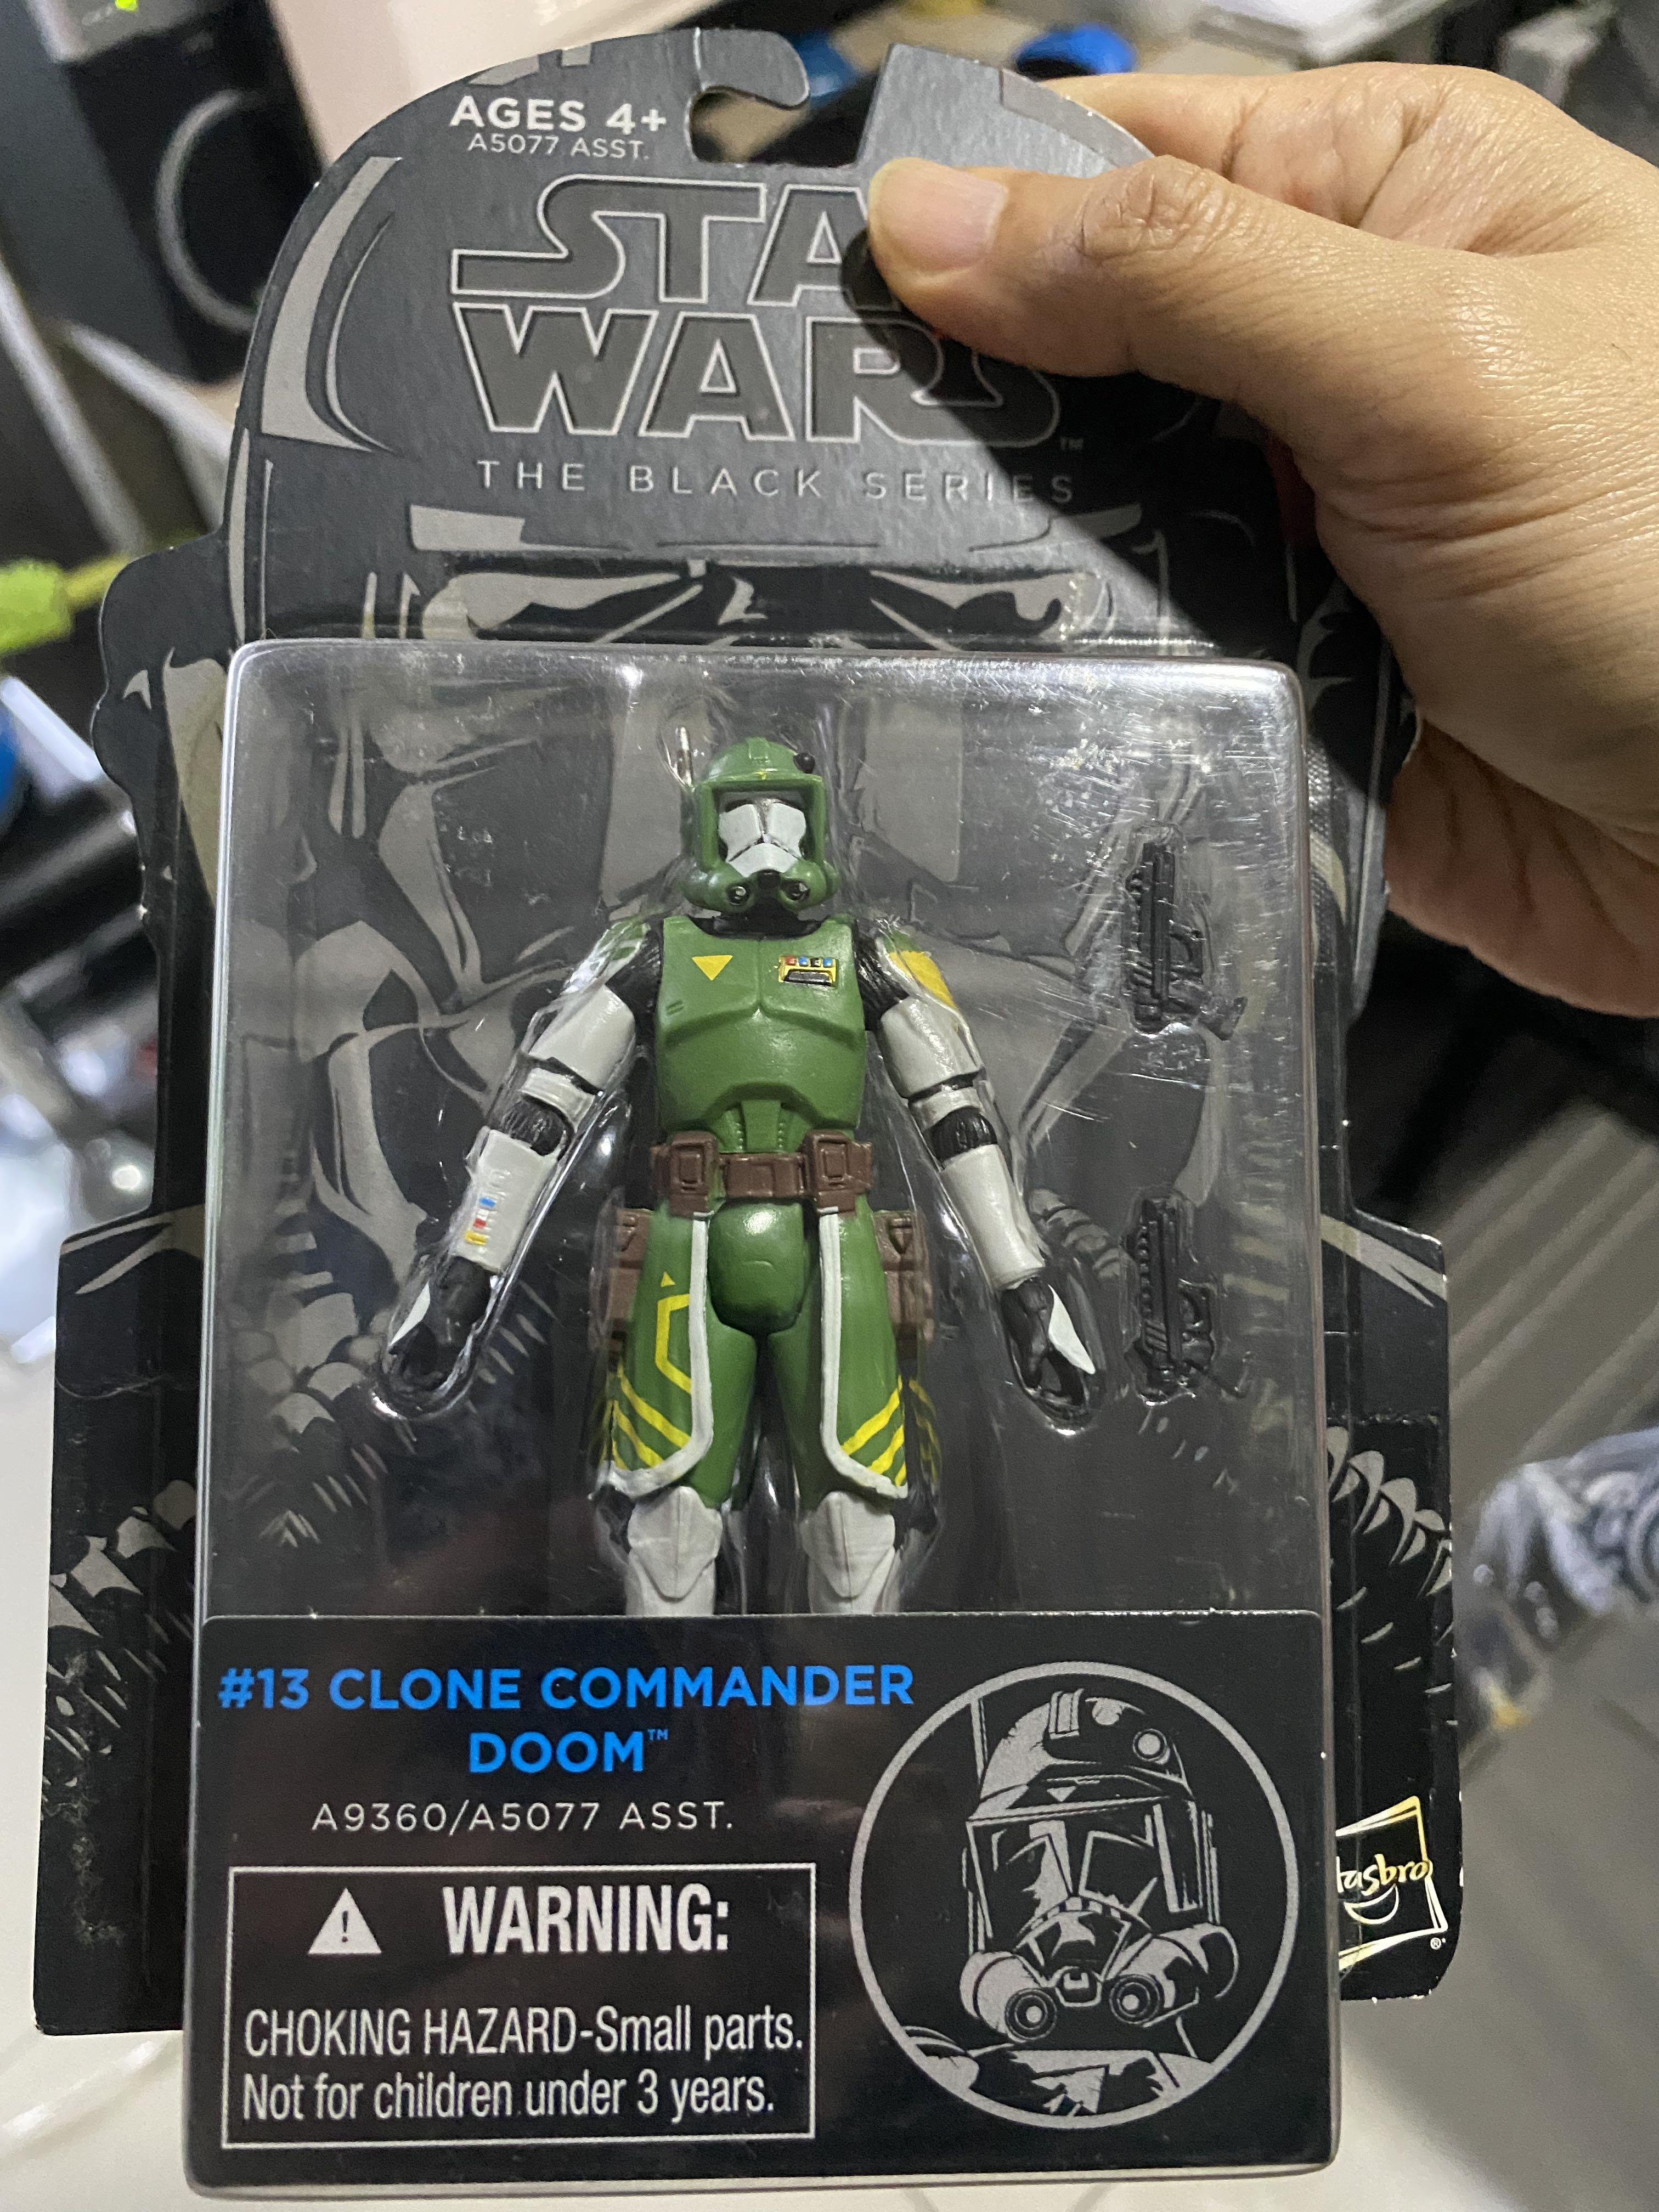 AGES 4+
A5077 ASST.
STAR
WARS™
THE BLACK SERIES
#13 CLONE COMMANDER
DOOM™
A9360/A5077 ASST.
WARNING:
CHOKING HAZARD-Small parts.
Not for children under 3 years.
Hasbro®